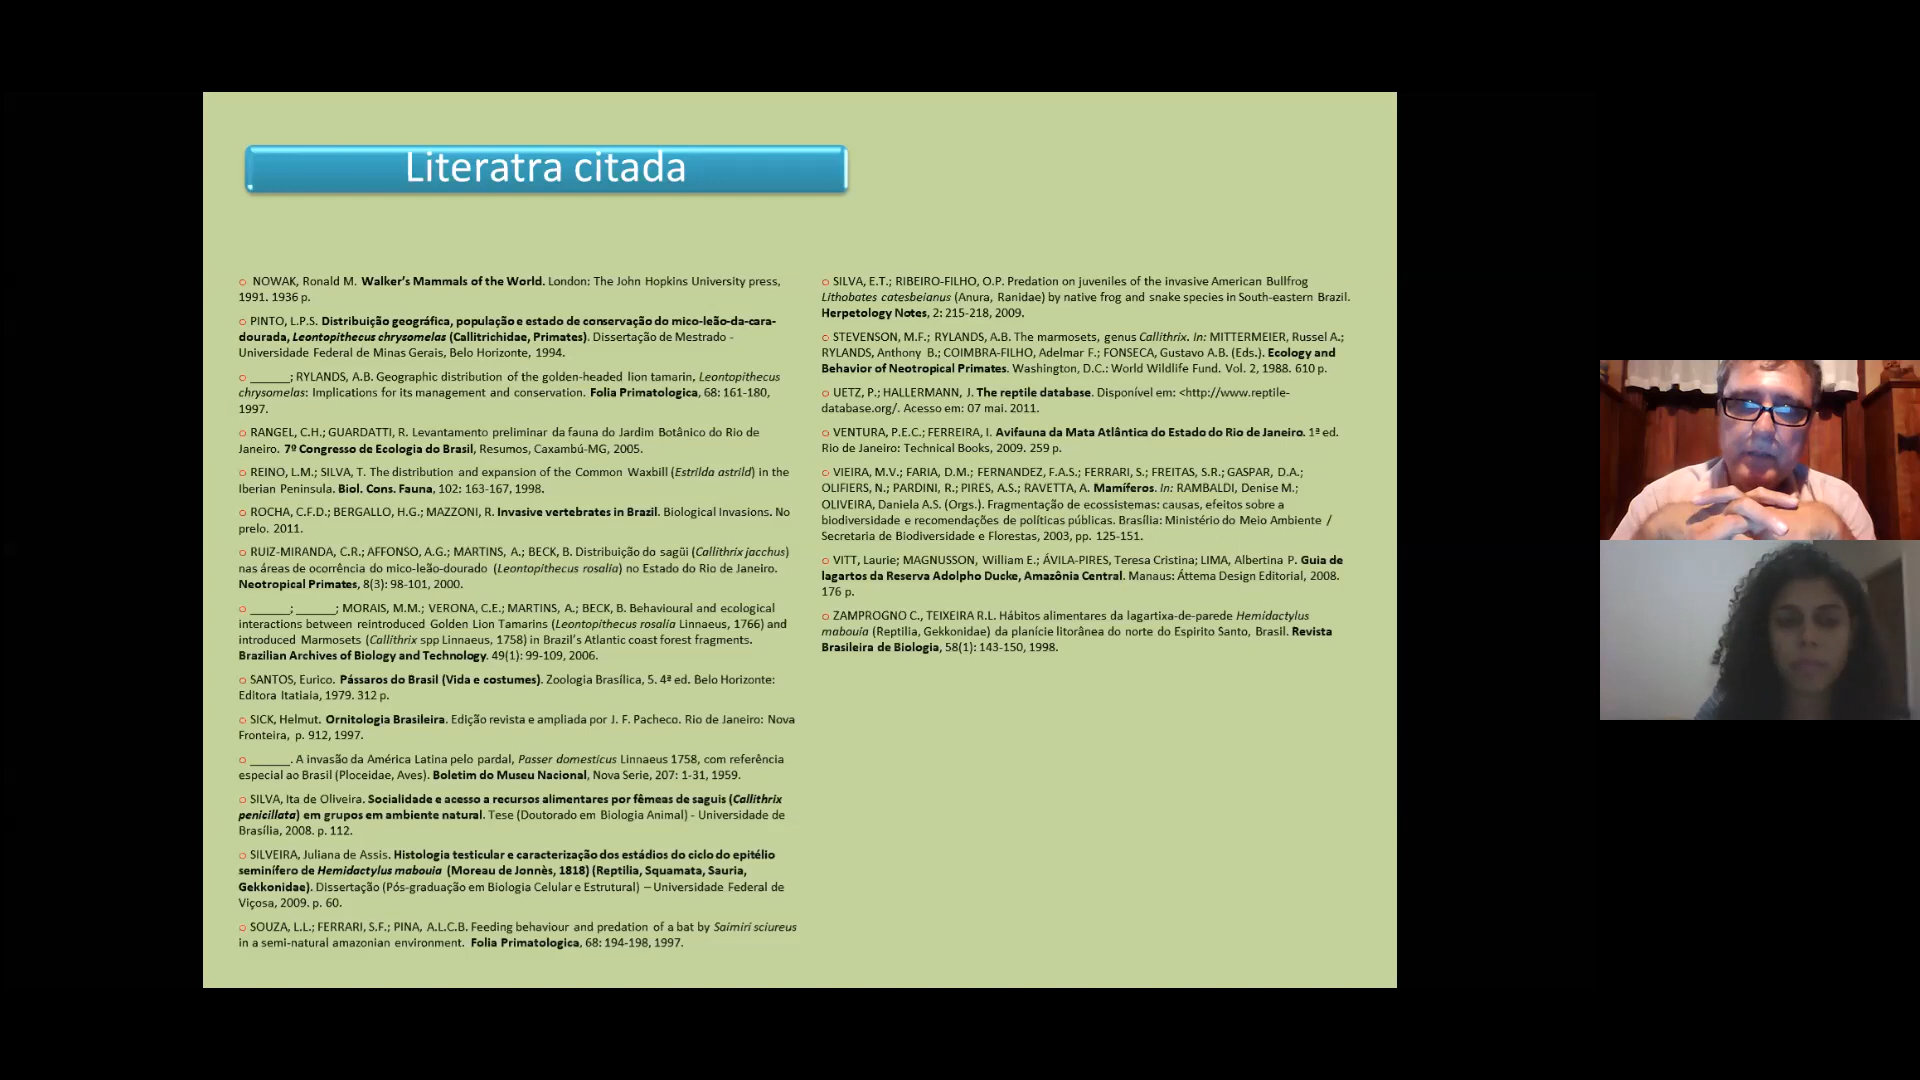 Literatra citada
NOWAK, Ronald M. Walker's Mammals of the World. London: The John Hopkins University press,
1991. 1936 p.
PINTO, L.P.S. Distribuição geográfica, população e estado de conservação do mico-leão-da-cara-
dourada, Leontopithecus chrysomelas (Callitrichidae, Primates). Dissertação de Mestrado -
Universidade Federal de Minas Gerais, Belo Horizonte, 1994.
______; RYLANDS, A.B. Geographic distribution of the golden-headed lion tamarin, Leontopithecus
chrysomelas: Implications for its management and conservation. Folia Primatologica, 68: 161-180,
1997.
RANGEL, C.H.; GUARDATTI, R. Levantamento preliminar da fauna do Jardim Botânico do Rio de
Janeiro. 7º Congresso de Ecologia do Brasil, Resumos, Caxambú-MG, 2005.
REINO, L.M.; SILVA, T. The distribution and expansion of the Common Waxbill (Estrilda astrild) in the
Iberian Peninsula. Biol. Cons. Fauna, 102: 163-167, 1998.
ROCHA, C.F.D.; BERGALLO, H.G.; MAZZONI, R. Invasive vertebrates in Brazil. Biological Invasions. No
prelo. 2011.
RUIZ-MIRANDA, C.R.; AFFONSO, A.G.; MARTINS, A.; BECK, B. Distribuição do sagüi (Callithrix jacchus)
nas áreas de ocorrência do mico-leão-dourado (Leontopithecus rosalia) no Estado do Rio de Janeiro.
Neotropical Primates, 8(3): 98-101, 2000.
______; ______; MORAIS, M.M.; VERONA, C.E.; MARTINS, A.; BECK, B. Behavioural and ecological
interactions between reintroduced Golden Lion Tamarins (Leontopithecus rosalia Linnaeus, 1766) and
introduced Marmosets (Callithrix spp Linnaeus, 1758) in Brazil's Atlantic coast forest fragments.
Brazilian Archives of Biology and Technology. 49(1): 99-109, 2006.
SANTOS, Eurico. Pássaros do Brasil (Vida e costumes). Zoologia Brasílica, 5. 4ª ed. Belo Horizonte:
Editora Itatiaia, 1979. 312 p.
SICK, Helmut. Ornitologia Brasileira. Edição revista e ampliada por J. F. Pacheco. Rio de Janeiro: Nova
Fronteira, p. 912, 1997.
______. A invasão da América Latina pelo pardal, Passer domesticus Linnaeus 1758, com referência
especial ao Brasil (Ploceidae, Aves). Boletim do Museu Nacional, Nova Serie, 207: 1-31, 1959.
SILVA, Ita de Oliveira. Socialidade e acesso a recursos alimentares por fêmeas de saguis (Callithrix
penicillata) em grupos em ambiente natural. Tese (Doutorado em Biologia Animal) - Universidade de
Brasília, 2008. p. 112.
SILVEIRA, Juliana de Assis. Histologia testicular e caracterização dos estádios do ciclo do epitélio
seminífero de Hemidactylus mabouia (Moreau de Jonnès, 1818) (Reptilia, Squamata, Sauria,
Gekkonidae). Dissertação (Pós-graduação em Biologia Celular e Estrutural) – Universidade Federal de
Viçosa, 2009. p. 60.
SOUZA, L.L.; FERRARI, S.F.; PINA, A.L.C.B. Feeding behaviour and predation of a bat by Saimiri sciureus
in a semi-natural amazonian environment. Folia Primatologica, 68: 194-198, 1997.
SILVA, E.T.; RIBEIRO-FILHO, O.P. Predation on juveniles of the invasive American Bullfrog
Lithobates catesbeianus (Anura, Ranidae) by native frog and snake species in South-eastern Brazil.
Herpetology Notes, 2: 215-218, 2009.
STEVENSON, M.F.; RYLANDS, A.B. The marmosets, genus Callithrix. In: MITTERMEIER, Russel A.;
RYLANDS, Anthony B.; COIMBRA-FILHO, Adelmar F.; FONSECA, Gustavo A.B. (Eds.). Ecology and
Behavior of Neotropical Primates. Washington, D.C.: World Wildlife Fund. Vol. 2, 1988. 610 p.
UETZ, P.; HALLERMANN, J. The reptile database. Disponível em: <http://www.reptile-
database.org/. Acesso em: 07 mai. 2011.
VENTURA, P.E.C.; FERREIRA, I. Avifauna da Mata Atlântica do Estado do Rio de Janeiro. 1ª ed.
Rio de Janeiro: Technical Books, 2009. 259 p.
VIEIRA, M.V.; FARIA, D.M.; FERNANDEZ, F.A.S.; FERRARI, S.; FREITAS, S.R.; GASPAR, D.A.;
OLIFIERS, N.; PARDINI, R.; PIRES, A.S.; RAVETTA, A. Mamíferos. In: RAMBALDI, Denise M.;
OLIVEIRA, Daniela A.S. (Orgs.). Fragmentação de ecossistemas: causas, efeitos sobre a
biodiversidade e recomendações de políticas públicas. Brasília: Ministério do Meio Ambiente /
Secretaria de Biodiversidade e Florestas, 2003, pp. 125-151.
VITT, Laurie; MAGNUSSON, William E.; ÁVILA-PIRES, Teresa Cristina; LIMA, Albertina P. Guia de
lagartos da Reserva Adolpho Ducke, Amazônia Central. Manaus: Áttema Design Editorial, 2008.
176 p.
ZAMPROGNO C., TEIXEIRA R.L. Hábitos alimentares da lagartixa-de-parede Hemidactylus
mabouia (Reptilia, Gekkonidae) da planície litorânea do norte do Espirito Santo, Brasil. Revista
Brasileira de Biologia, 58(1): 143-150, 1998.